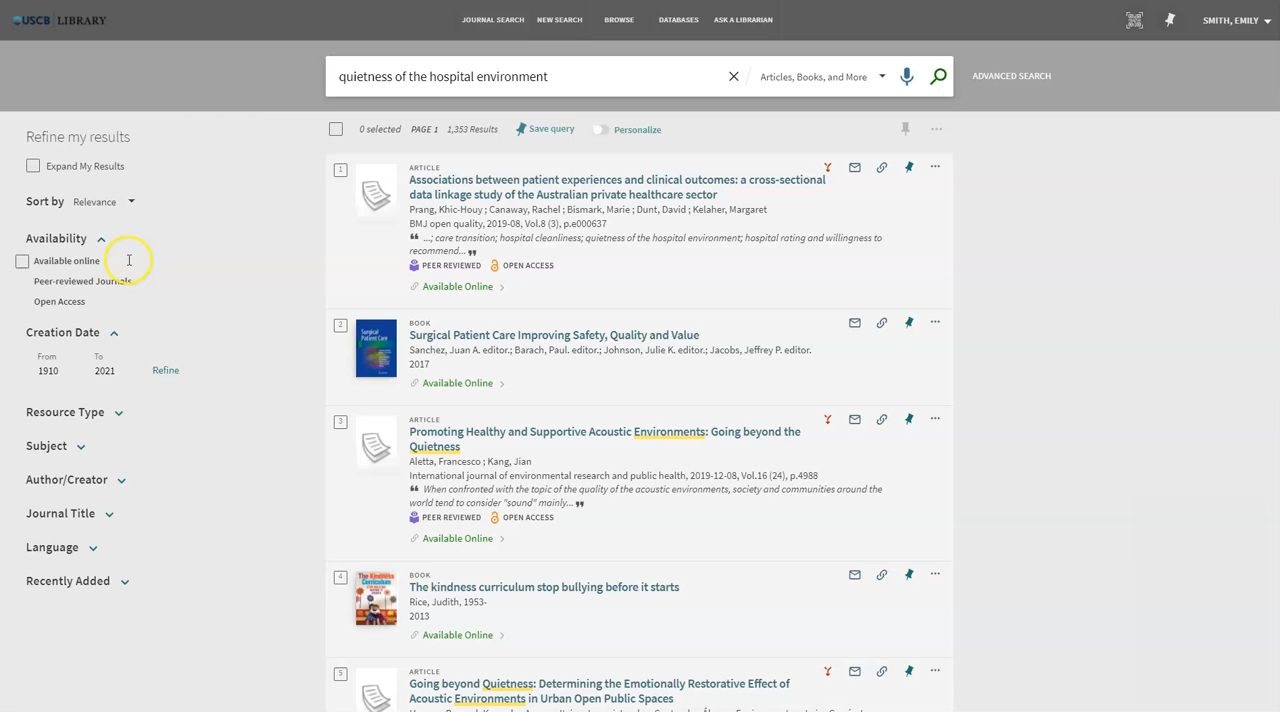 USCB LIBRARY
JOURNAL SEARCH NEW SEARCH BROWSE DATABASES ASK A LIBRARIAN
SMITH, EMILY
quietness of the hospital environment
Articles, Books, and More
ADVANCED SEARCH
Refine my results
Expand My Results
Sort by Relevance
Availability
Available online
Peer-reviewed Journals
Open Access
Creation Date
From To
1910 2021 Refine
Resource Type
Subject
Author/Creator
Journal Title
Language
Recently Added
0 selected PAGE 1 1,353 Results Save query Personalize
1
ARTICLE
Associations between patient experiences and clinical outcomes: a cross-sectional
data linkage study of the Australian private healthcare sector
Prang, Khic-Houy ; Canaway, Rachel ; Bismark, Marie ; Dunt, David ; Kelaher, Margaret
BMJ open quality, 2019-08, Vol.8 (3), p.e000637
“ ...; care transition; hospital cleanliness; quietness of the hospital environment; hospital rating and willingness to
recommend... ”
PEER REVIEWED OPEN ACCESS
Available Online
2
BOOK
Surgical Patient Care
Surgical Patient Care Improving Safety, Quality and Value
Sanchez, Juan A. editor.; Barach, Paul. editor.; Johnson, Julie K. editor.; Jacobs, Jeffrey P. editor.
2017
Available Online
3
ARTICLE
Promoting Healthy and Supportive Acoustic Environments: Going beyond the
Quietness
Aletta, Francesco ; Kang, Jian
International journal of environmental research and public health, 2019-12-08, Vol.16 (24), p.4988
“ When confronted with the topic of the quality of the acoustic environments, society and communities around the
world tend to consider "sound" mainly... ”
PEER REVIEWED OPEN ACCESS
Available Online
4
BOOK
The Kindness
Curriculum
The kindness curriculum stop bullying before it starts
Rice, Judith, 1953-
2013
Available Online
5
ARTICLE
Going beyond Quietness: Determining the Emotionally Restorative Effect of
Acoustic Environments in Urban Open Public Spaces